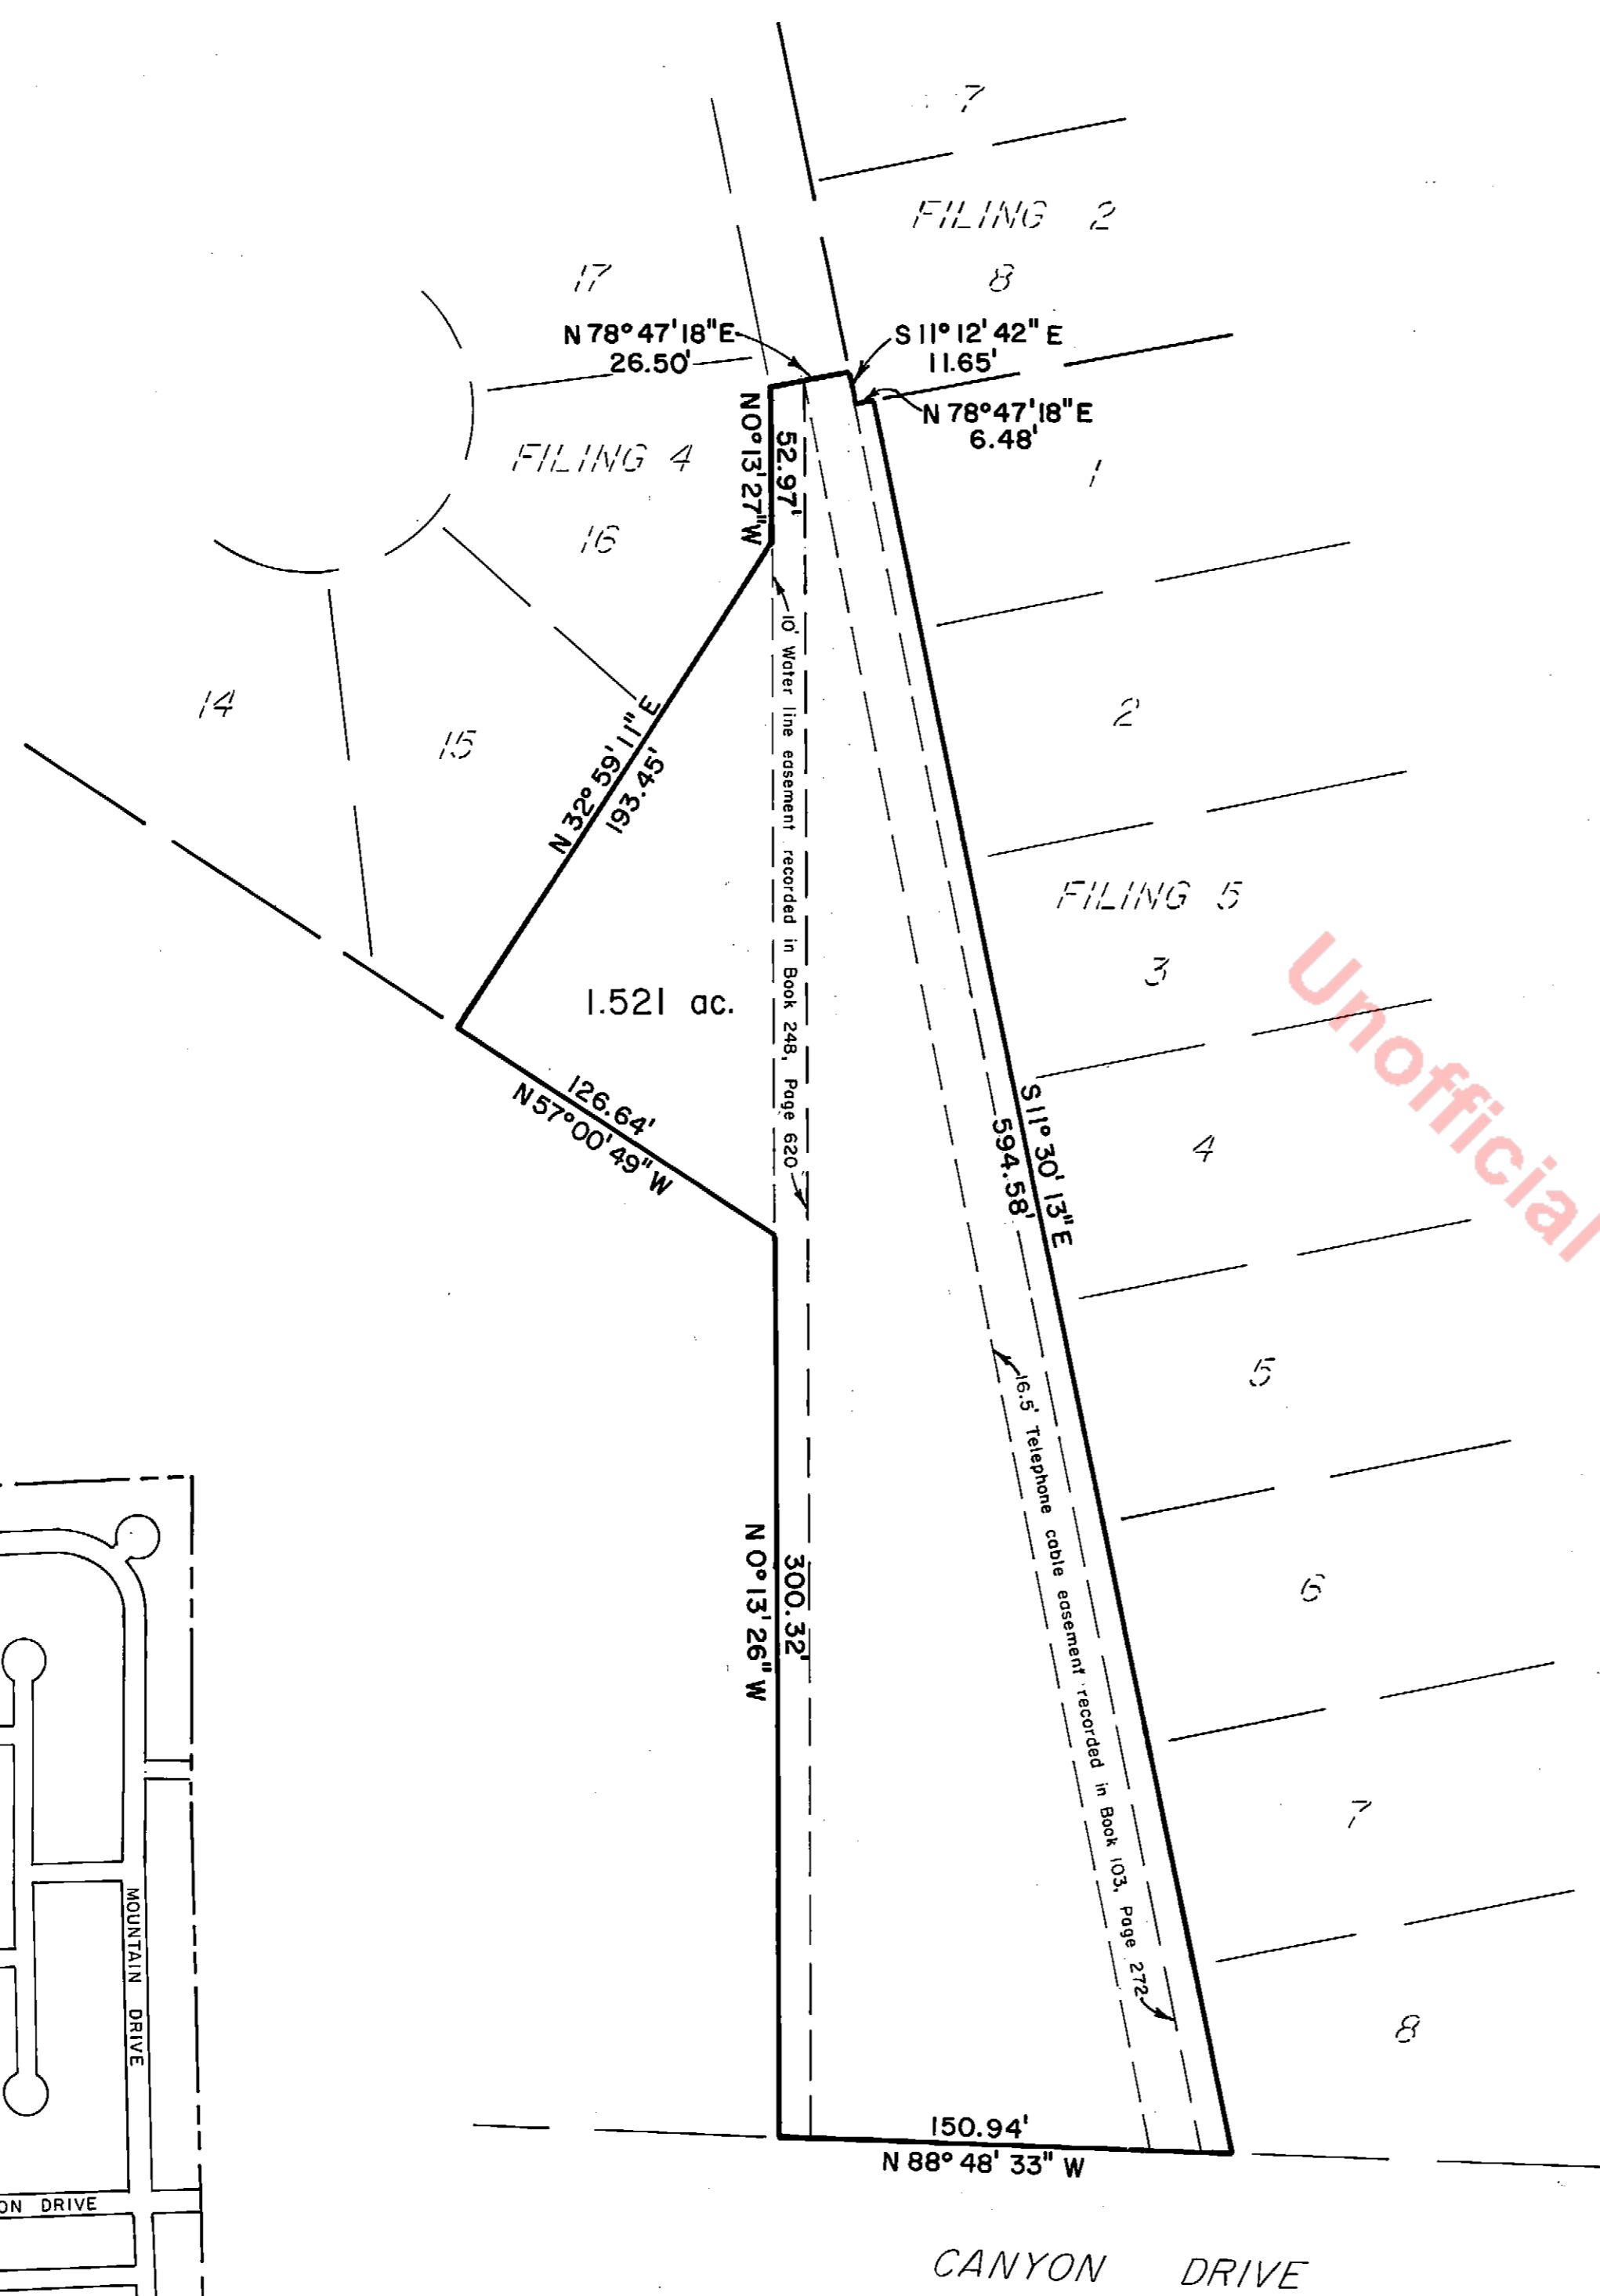 7
FILING 2
17
8
N 78° 47' 18" E
26.50'
S 11° 12' 42" E
11.65'
N 78° 47' 18" E
6.48'
N 0° 13' 27" W
52.97'
FILING 4
1
16
10' Water line easement recorded in Book 248, Page 620
14
2
15
N 32° 59' 11" E
193.45'
FILING 5
3
Unofficial
1.521 ac.
126.64'
N 57° 00' 49" W
S 11° 30' 13" E
594.58'
4
5
16.5' Telephone cable easement recorded in Book 103, Page 272
N 0° 13' 26" W
300.32'
6
7
MOUNTAIN DRIVE
8
150.94'
N 88° 48' 33" W
ON DRIVE
CANYON DRIVE